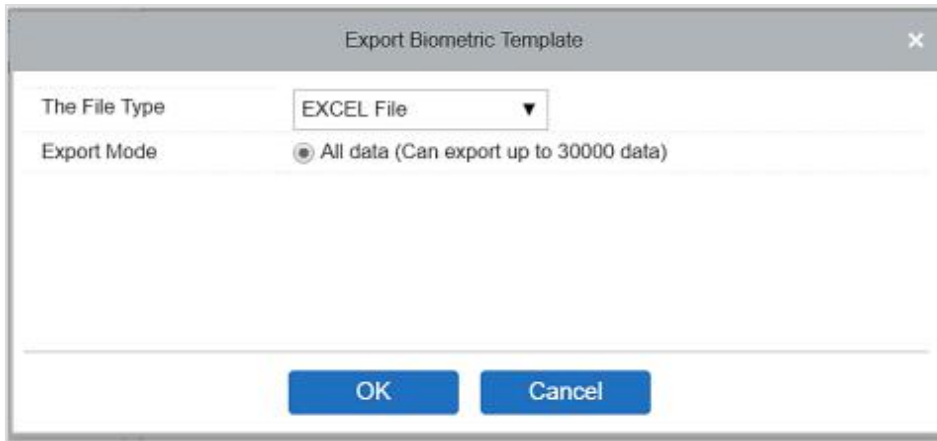 Export Biometric Template
The File Type EXCEL File
Export Mode All data (Can export up to 30000 data)
OK Cancel